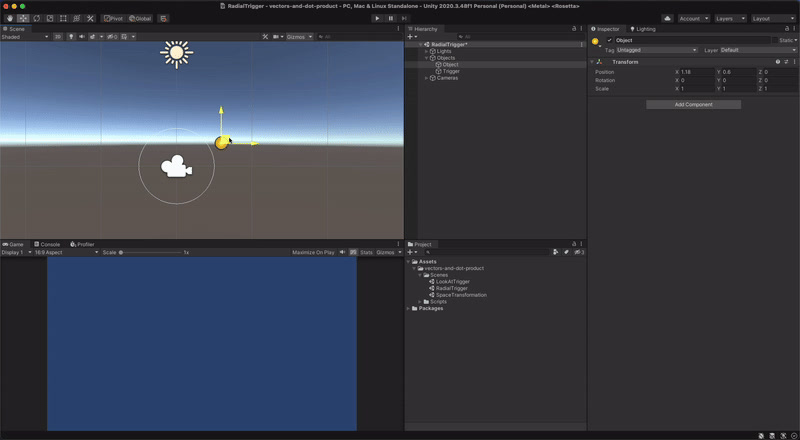 RadialTrigger - vectors-and-dot-product - PC, Mac & Linux Standalone - Unity 2020.3.48f1 Personal (Personal) <Metal> <Rosetta>
Pivot Global Account Layers Layout
Scene
Shaded 2D Gizmos All
Hierarchy
All
RadialTrigger*
Lights
Objects
Object
Trigger
Cameras
Inspector Lighting
Object Static
Tag Untagged Layer Default
Transform
Position X 1.18 Y 0.6 Z 0
Rotation X 0 Y 0 Z 0
Scale X 1 Y 1 Z 1
Add Component
Game Console Profiler
Display 1 16:9 Aspect Scale 1x Maximize On Play Stats Gizmos
Project
Assets
vectors-and-dot-product
Scenes
LookAtTrigger
RadialTrigger
SpaceTransformation
Scripts
Packages